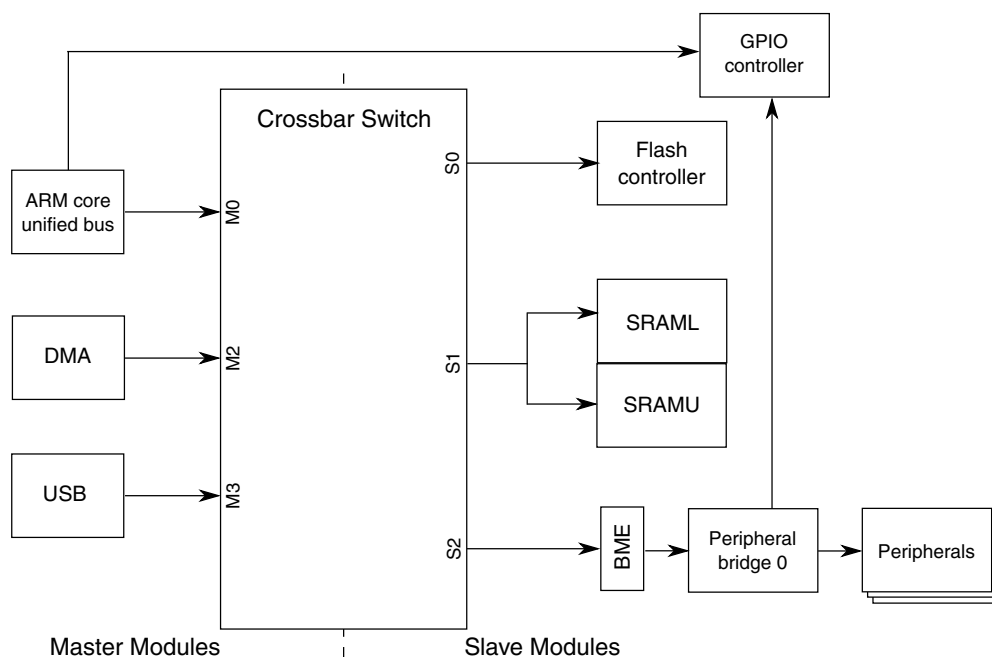 GPIO
controller
Crossbar Switch
ARM core
unified bus
M0
S0
Flash
controller
DMA
M2
S1
SRAML
SRAMU
USB
M3
S2
BME
Peripheral
bridge 0
Peripherals
Master Modules
Slave Modules